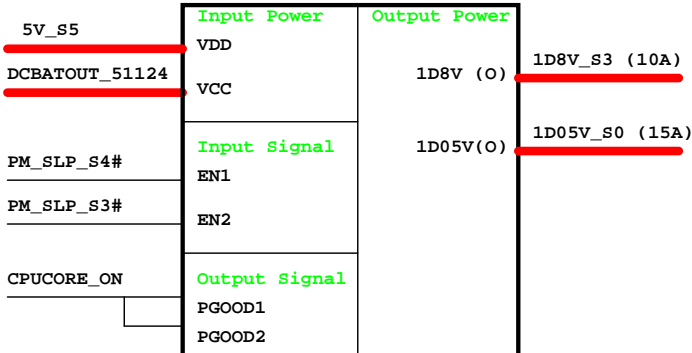 5V_S5
DCBATOUT_51124
PM_SLP_S4#
PM_SLP_S3#
CPUCORE_ON
Input Power
VDD
VCC
Input Signal
EN1
EN2
Output Signal
PGOOD1
PGOOD2
Output Power
1D8V (O)
1D05V(O)
1D8V_S3 (10A)
1D05V_S0 (15A)